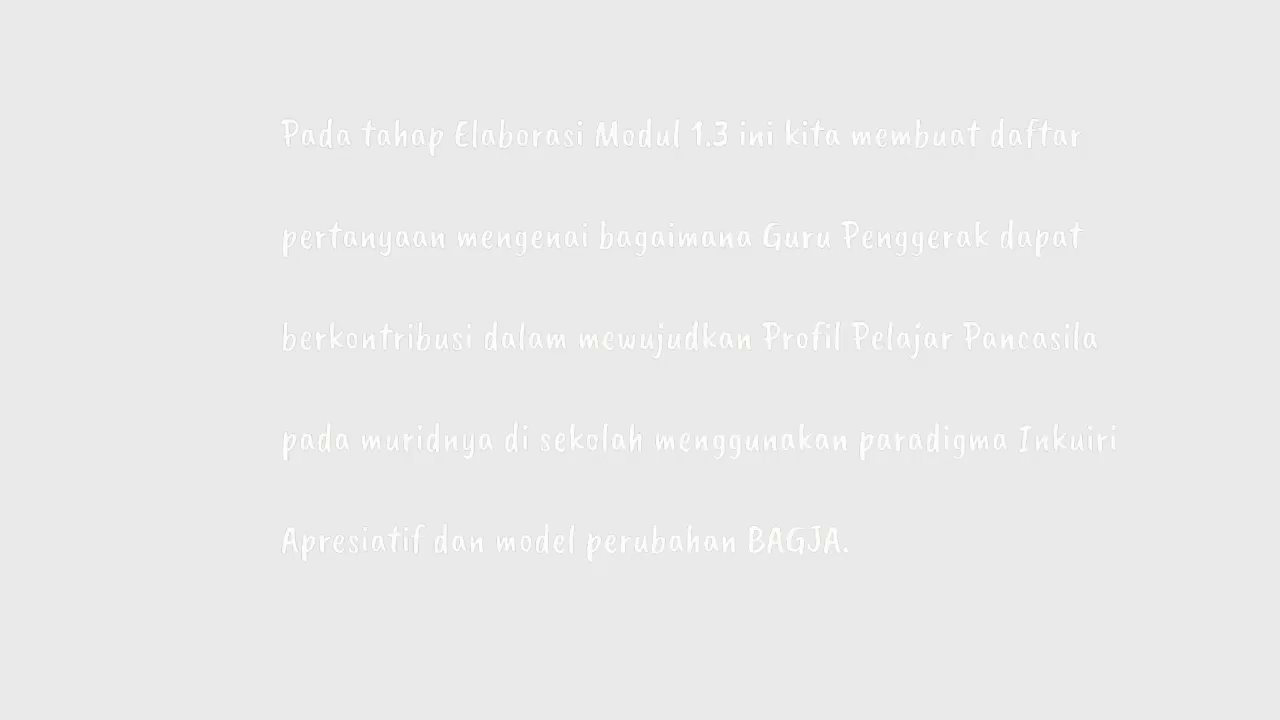 Pada tahap Elaborasi Modul 1.3 ini kita membuat daftar
pertanyaan mengenai bagaimana Guru Penggerak dapat
berkontribusi dalam mewujudkan Profil Pelajar Pancasila
pada muridnya di sekolah menggunakan paradigma Inkuiri
Apresiatif dan model perubahan BAGJA.